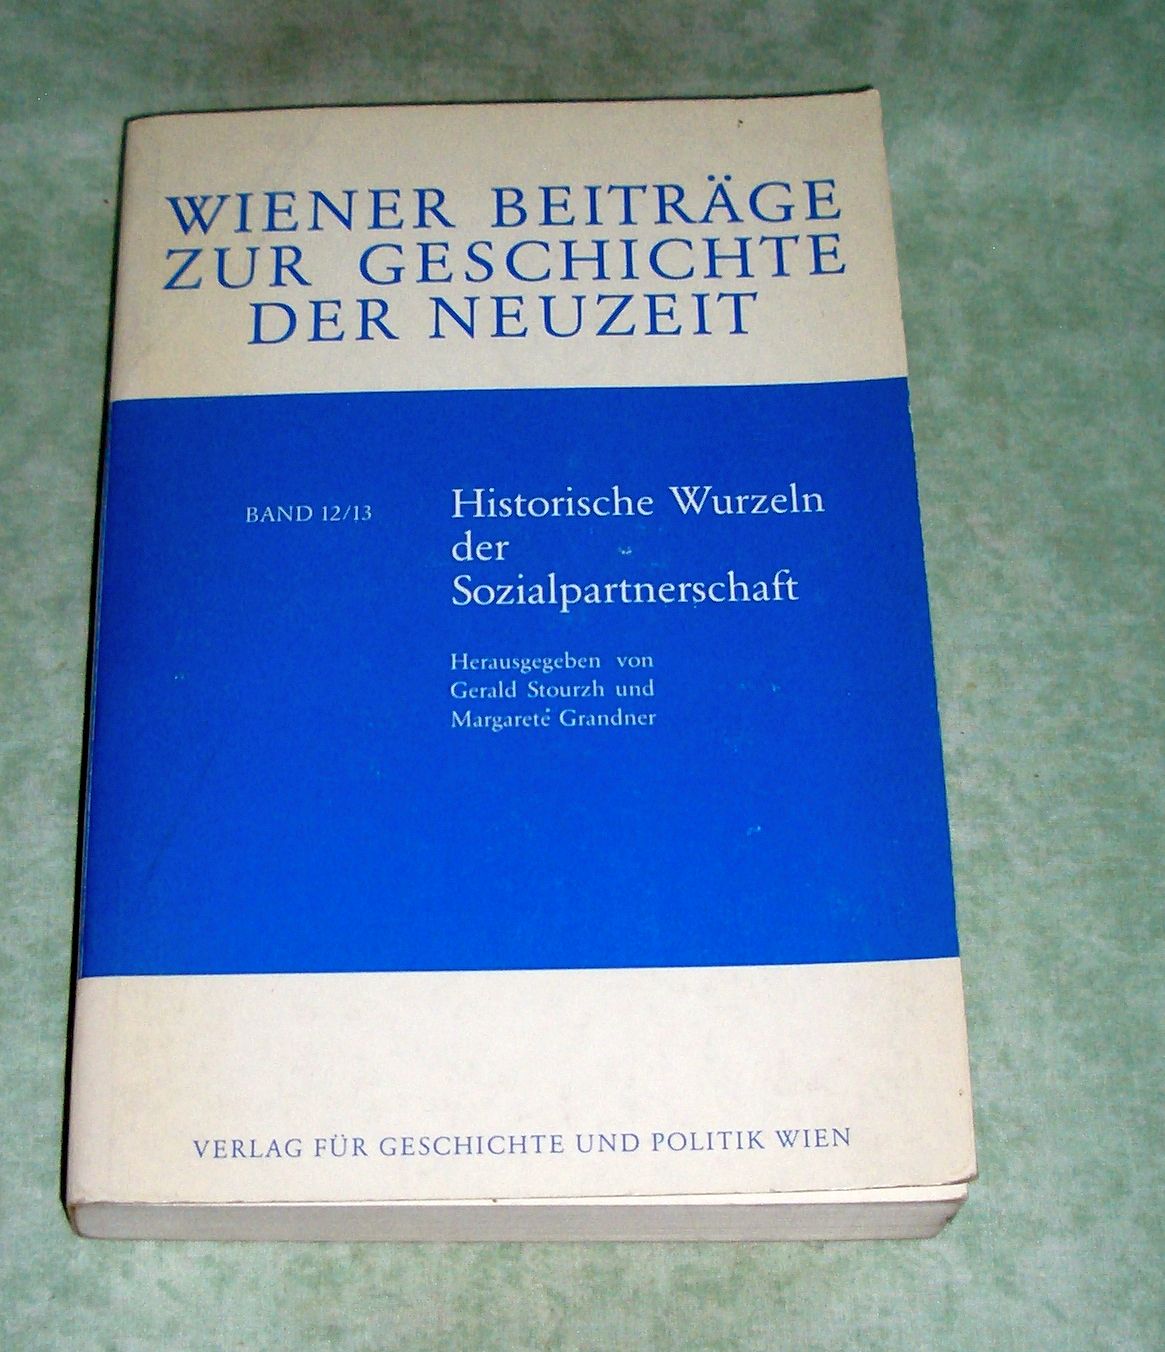 WIENER BEITRÄGE
ZUR GESCHICHTE
DER NEUZEIT
BAND 12/13
Historische Wurzeln
der
Sozialpartnerschaft
Herausgegeben von
Gerald Stourzh und
Margarete Grandner
VERLAG FÜR GESCHICHTE UND POLITIK WIEN